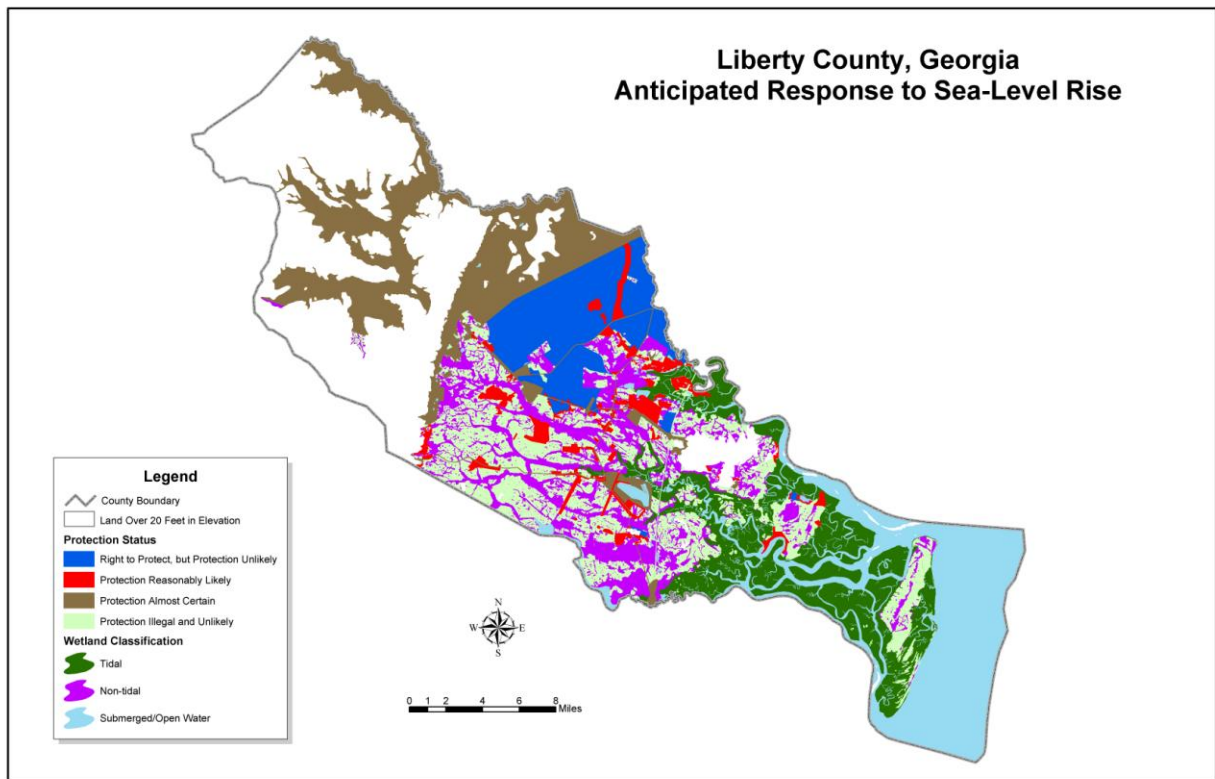 Liberty County, Georgia
Anticipated Response to Sea-Level Rise
Legend
County Boundary
Land Over 20 Feet in Elevation
Protection Status
Right to Protect, but Protection Unlikely
Protection Reasonably Likely
Protection Almost Certain
Protection Illegal and Unlikely
Wetland Classification
Tidal
Non-tidal
Submerged/Open Water
N
W E
S
0 1 2 4 6 8
Miles